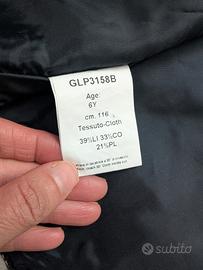 GLP3158B
Age:
6Y
cm. 116
Tessuto-Cloth
39%LI 33%CO
21%PL
subito